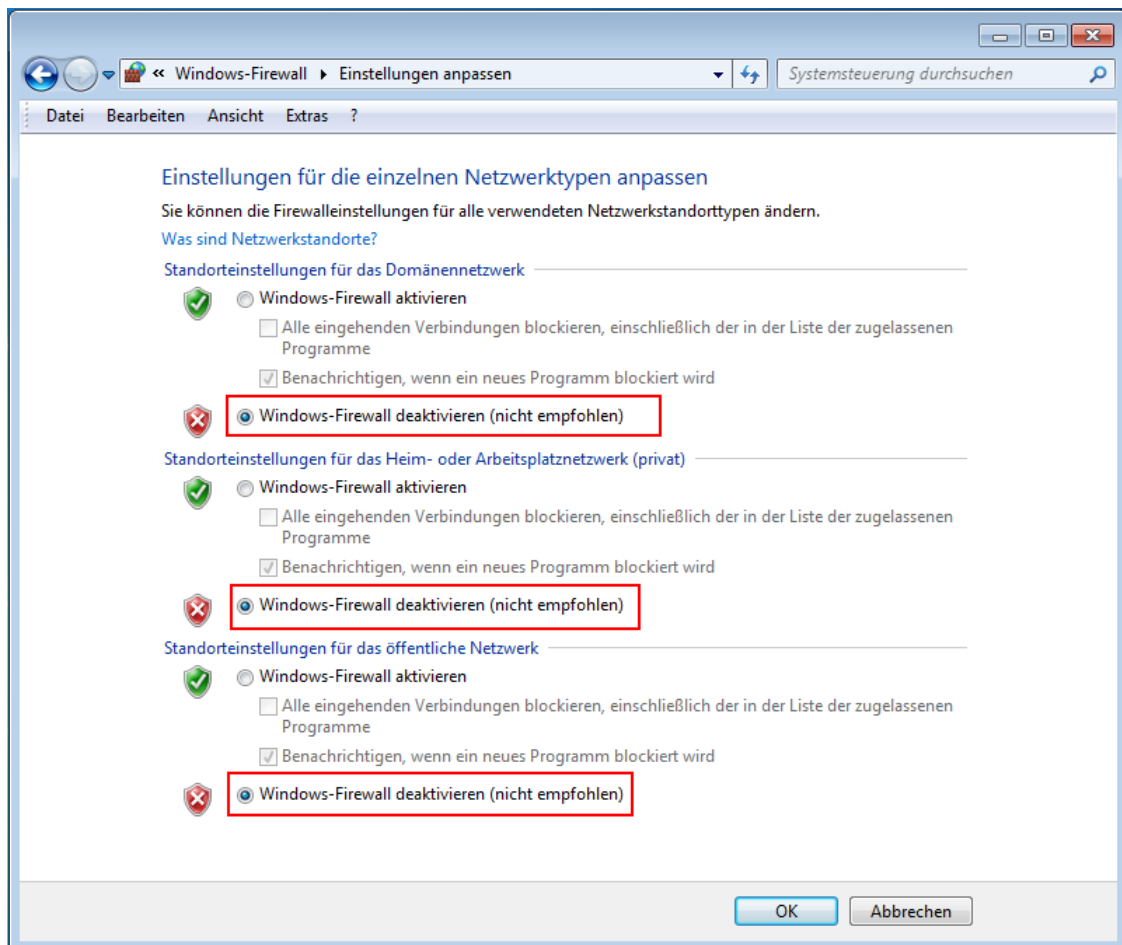 « Windows-Firewall ▸ Einstellungen anpassen
Systemsteuerung durchsuchen
Datei Bearbeiten Ansicht Extras ?
Einstellungen für die einzelnen Netzwerktypen anpassen
Sie können die Firewalleinstellungen für alle verwendeten Netzwerkstandorttypen ändern.
Was sind Netzwerkstandorte?
Standorteinstellungen für das Domänennetzwerk
Windows-Firewall aktivieren
Alle eingehenden Verbindungen blockieren, einschließlich der in der Liste der zugelassenen
Programme
Benachrichtigen, wenn ein neues Programm blockiert wird
Windows-Firewall deaktivieren (nicht empfohlen)
Standorteinstellungen für das Heim- oder Arbeitsplatznetzwerk (privat)
Windows-Firewall aktivieren
Alle eingehenden Verbindungen blockieren, einschließlich der in der Liste der zugelassenen
Programme
Benachrichtigen, wenn ein neues Programm blockiert wird
Windows-Firewall deaktivieren (nicht empfohlen)
Standorteinstellungen für das öffentliche Netzwerk
Windows-Firewall aktivieren
Alle eingehenden Verbindungen blockieren, einschließlich der in der Liste der zugelassenen
Programme
Benachrichtigen, wenn ein neues Programm blockiert wird
Windows-Firewall deaktivieren (nicht empfohlen)
OK Abbrechen